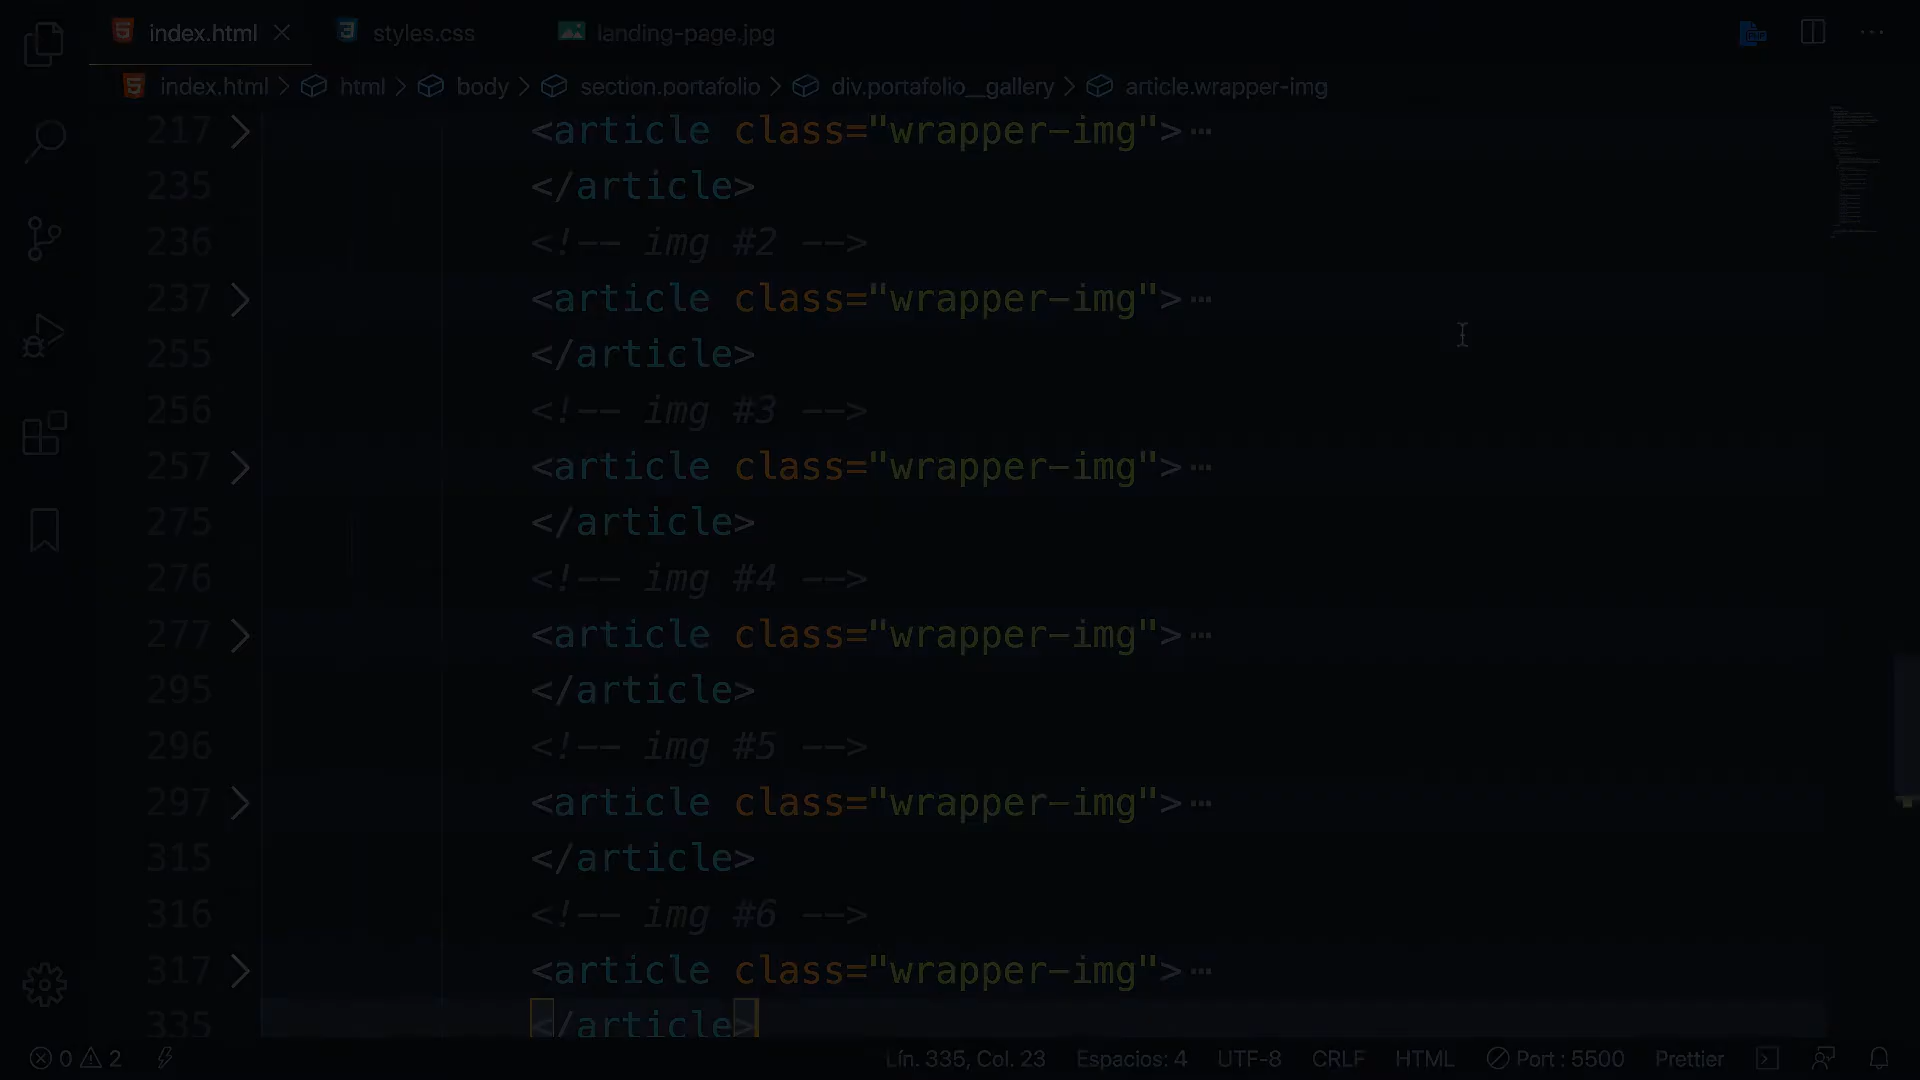 index.html
styles.css
landing-page.jpg
index.html > html > body > section.portafolio > div.portafolio__gallery > article.wrapper-img
217 <article class="wrapper-img">…
235 </article>
236 <!-- img #2 -->
237 <article class="wrapper-img">…
255 </article>
256 <!-- img #3 -->
257 <article class="wrapper-img">…
275 </article>
276 <!-- img #4 -->
277 <article class="wrapper-img">…
295 </article>
296 <!-- img #5 -->
297 <article class="wrapper-img">…
315 </article>
316 <!-- img #6 -->
317 <article class="wrapper-img">…
335 </article>
0 2 Lín. 335, Col. 23 Espacios: 4 UTF-8 CRLF HTML Port : 5500 Prettier